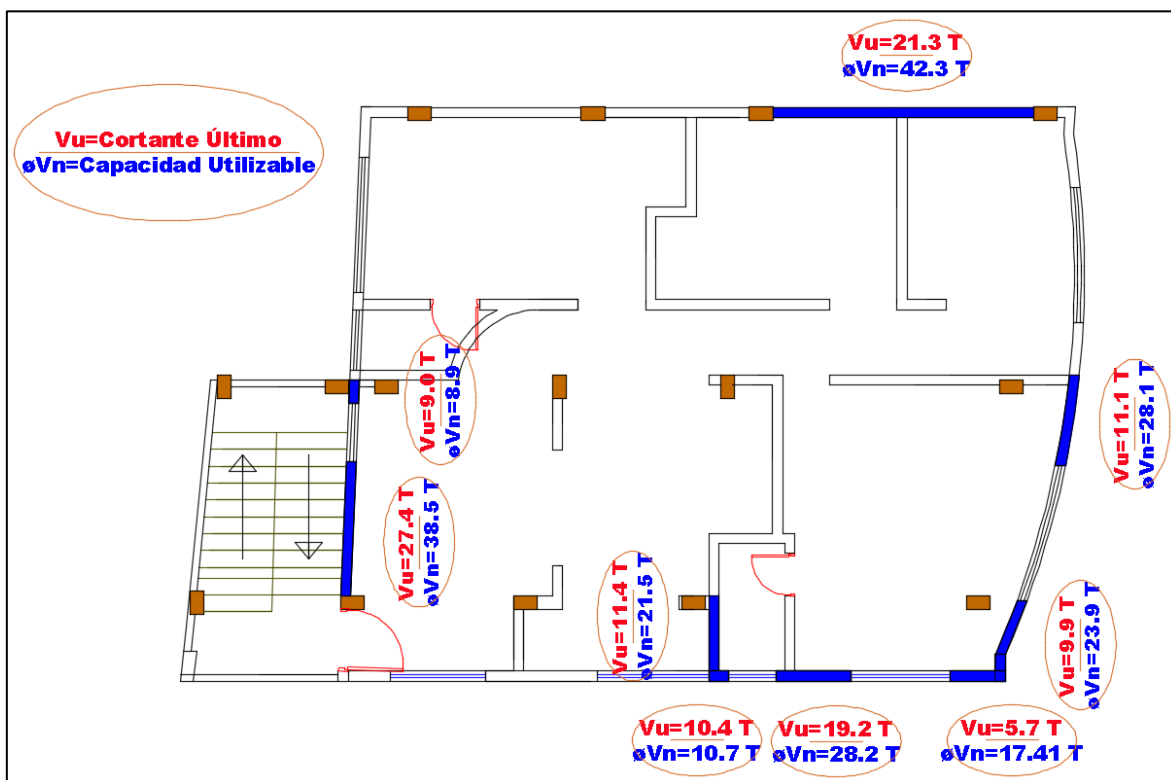 Vu=21.3 T
øVn=42.3 T
Vu=Cortante Último
øVn=Capacidad Utilizable
Vu=9.0 T
øVn=8.9 T
Vu=11.1 T
øVn=28.1 T
Vu=27.4 T
øVn=38.5 T
Vu=11.4 T
øVn=21.5 T
Vu=9.9 T
øVn=23.9 T
Vu=10.4 T
øVn=10.7 T
Vu=19.2 T
øVn=28.2 T
Vu=5.7 T
øVn=17.41 T